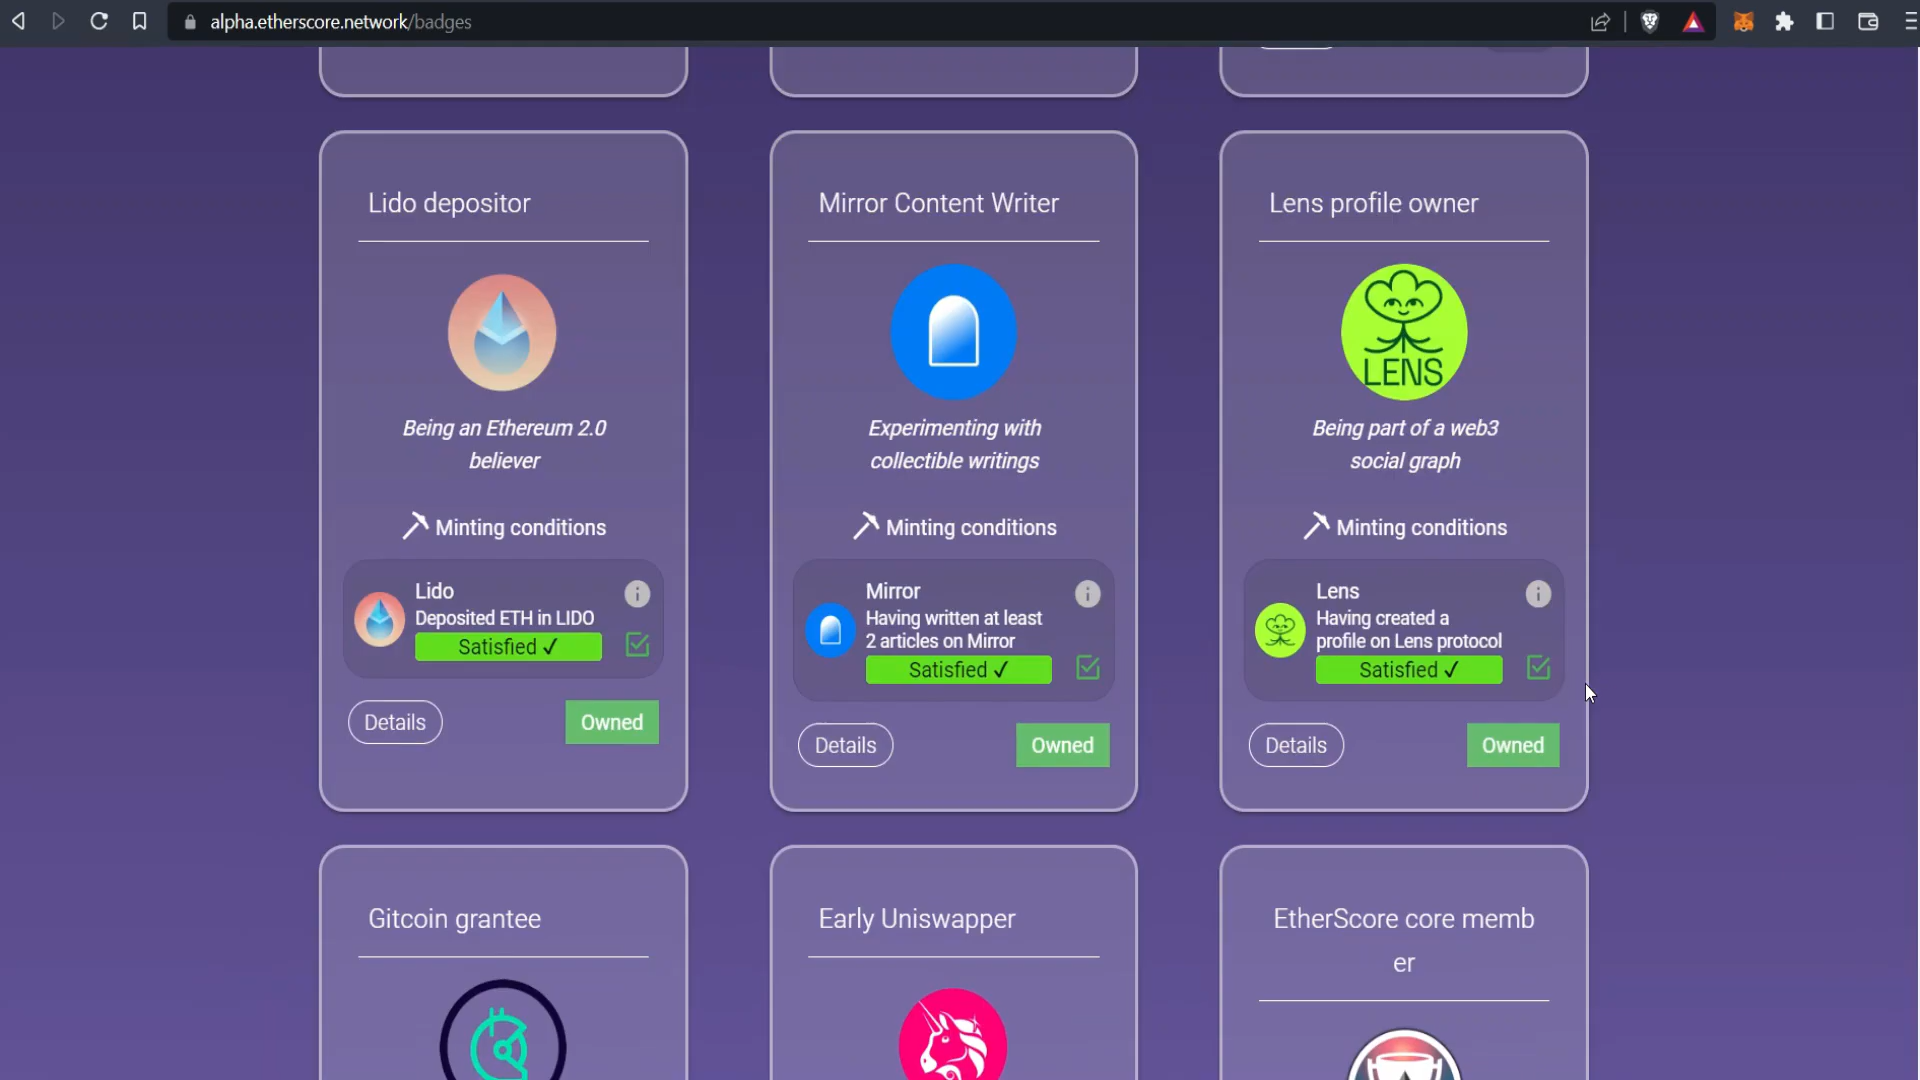 alpha.etherscore.network/badges
Lido depositor
Being an Ethereum 2.0
believer
Minting conditions
Lido
Deposited ETH in LIDO
Satisfied ✓
Details
Owned
Mirror Content Writer
Experimenting with
collectible writings
Minting conditions
Mirror
Having written at least
2 articles on Mirror
Satisfied ✓
Details
Owned
Lens profile owner
LENS
Being part of a web3
social graph
Minting conditions
Lens
Having created a
profile on Lens protocol
Satisfied ✓
Details
Owned
Gitcoin grantee
Early Uniswapper
EtherScore core memb
er